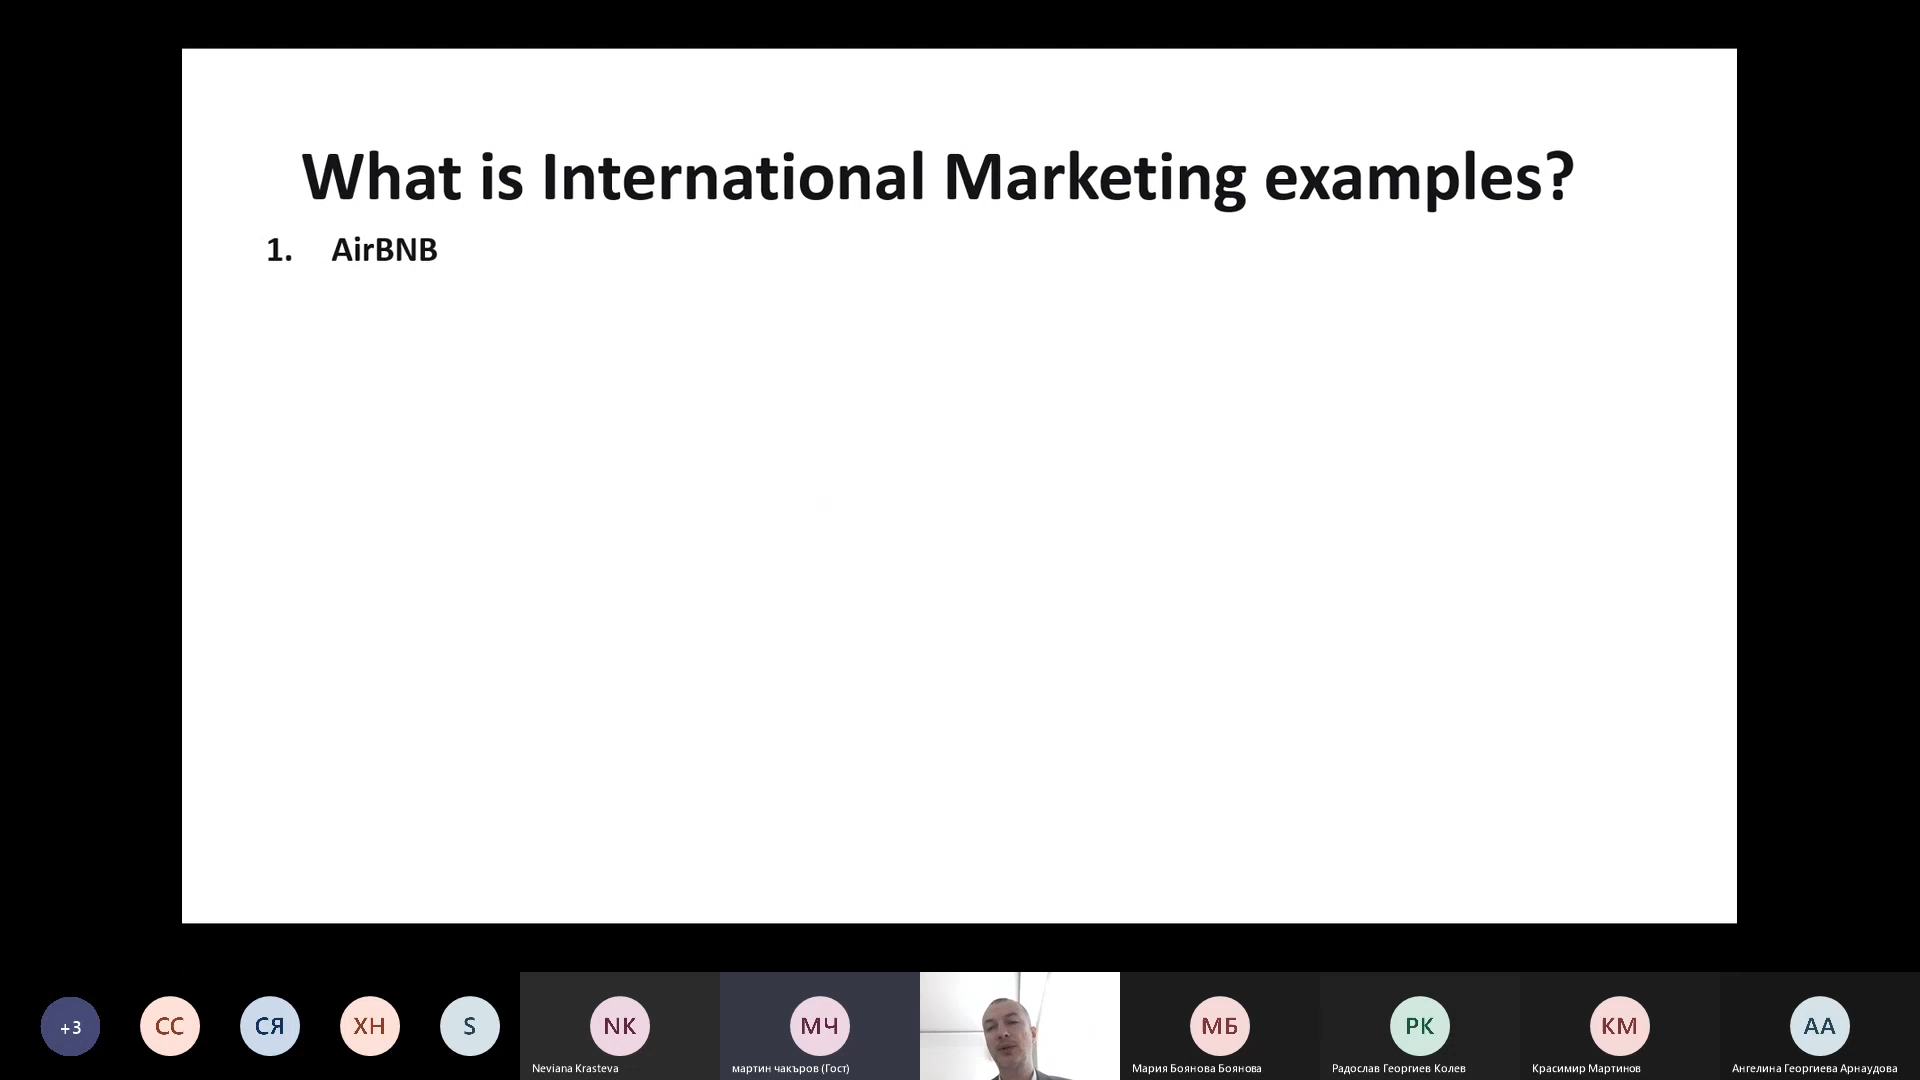 What is International Marketing examples?
1. AirBNB
+3
СС
СЯ
ХН
S
NK
Neviana Krasteva
МЧ
мартин чакъров (Гост)
МБ
Мария Боянова Боянова
РК
Радослав Георгиев Колев
КМ
Красимир Мартинов
АА
Ангелина Георгиева Арнаудова